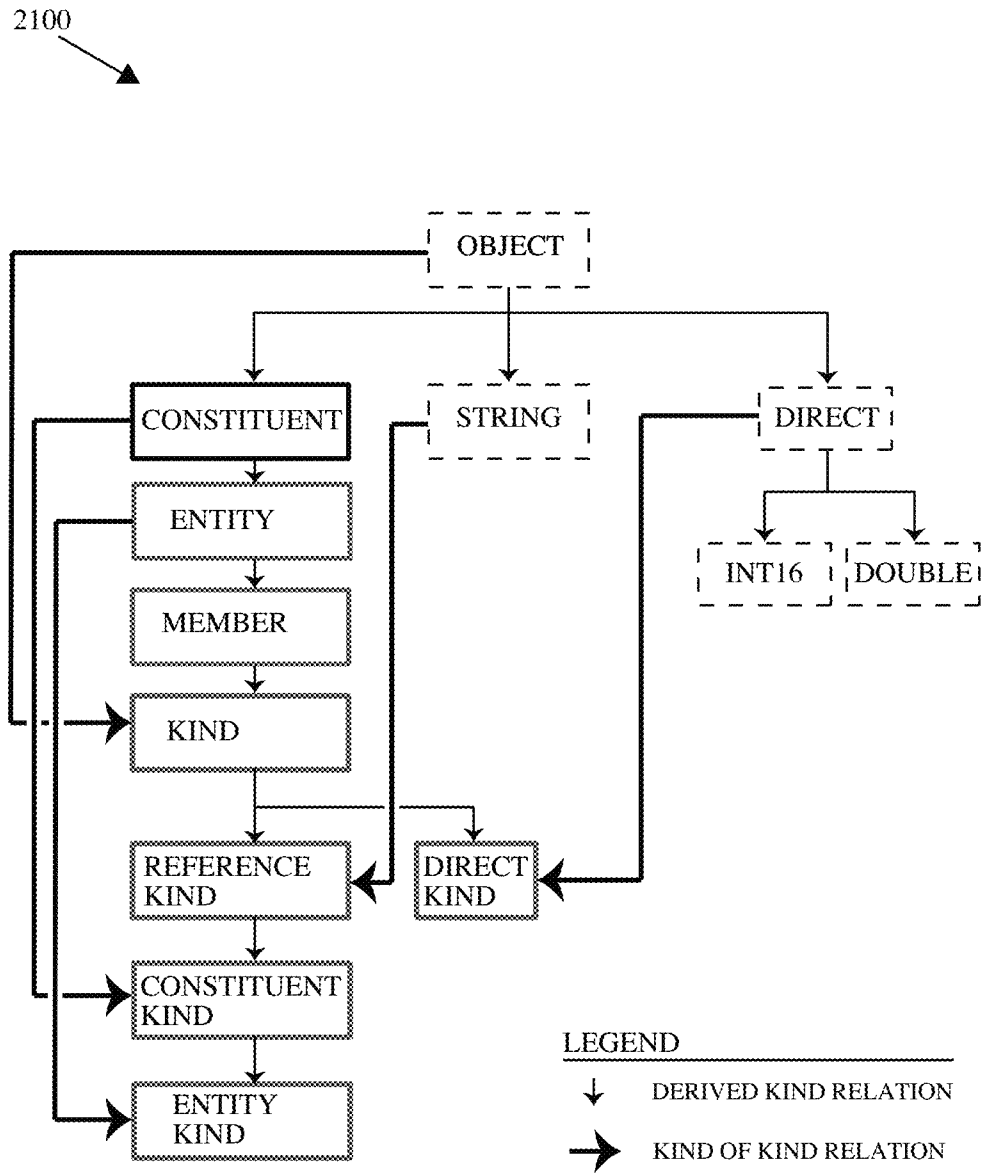 2100
OBJECT
CONSTITUENT
STRING
DIRECT
ENTITY
INT16
DOUBLE
MEMBER
KIND
REFERENCE
KIND
DIRECT
KIND
CONSTITUENT
KIND
ENTITY
KIND
LEGEND
DERIVED KIND RELATION
KIND OF KIND RELATION